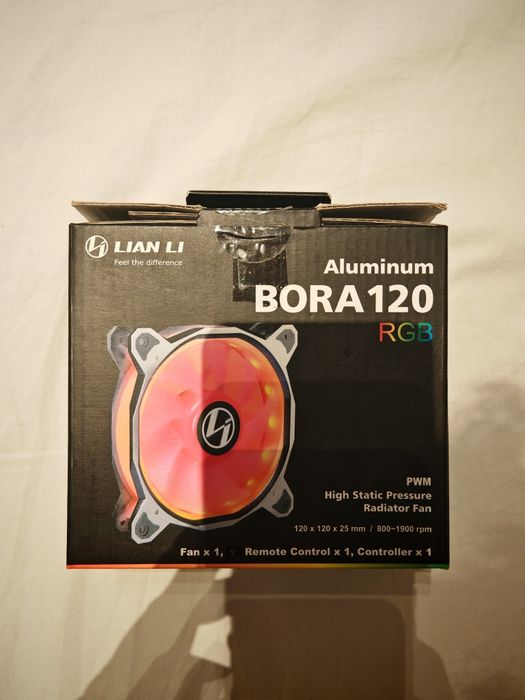 LIAN LI
Feel the difference
Aluminum
BORA120
RGB
PWM
High Static Pressure
Radiator Fan
120 x 120 x 25 mm / 800~1900 rpm
Fan x 1, Remote Control x 1, Controller x 1